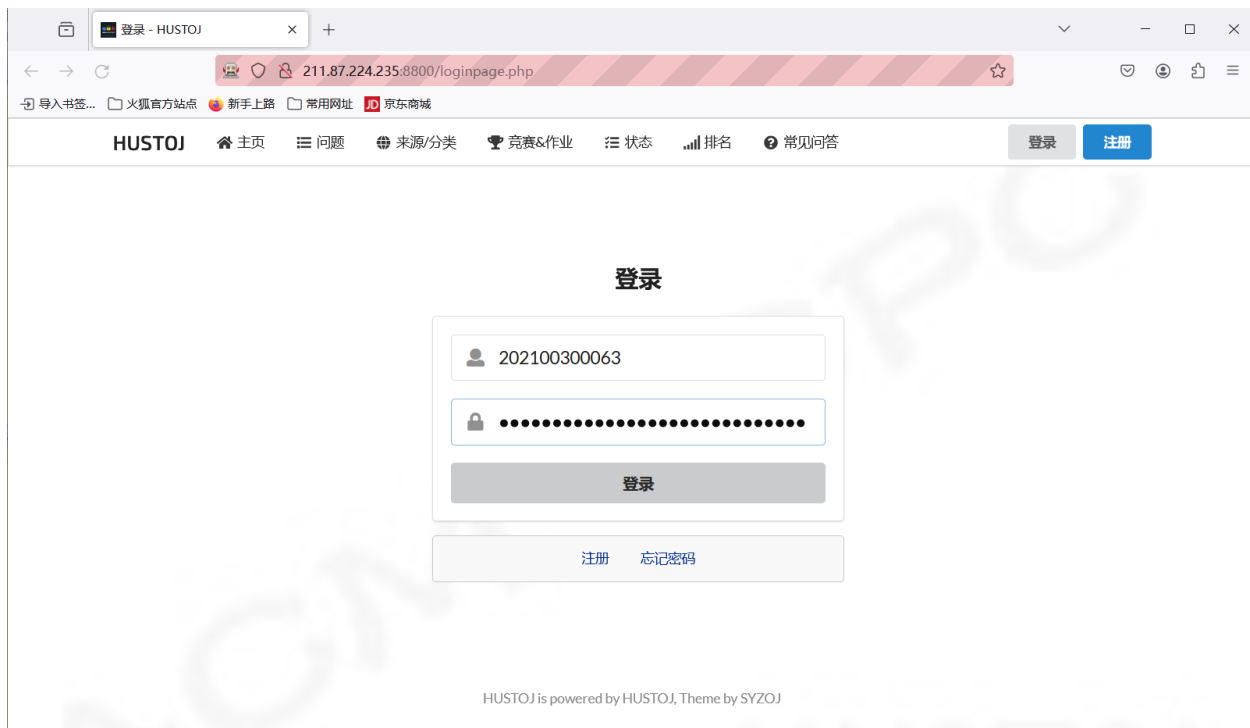 登录 - HUSTOJ
211.87.224.235:8800/loginpage.php
导入书签... 火狐官方站点 新手上路 常用网址 JD 京东商城
HUSTOJ 主页 问题 来源/分类 竞赛&作业 状态 排名 常见问答 登录 注册
登录
202100300063
●●●●●●●●●●●●●●●●●●●●●●●●●●●●●
登录
注册 忘记密码
HUSTOJ is powered by HUSTOJ, Theme by SYZOJ